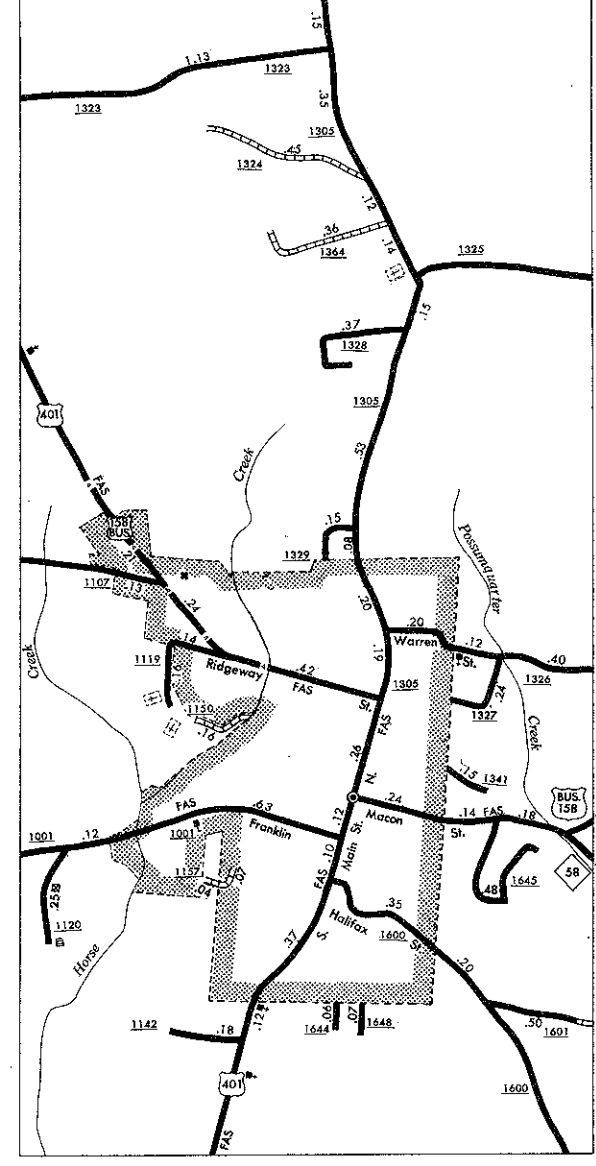 .15
1.13
1323
1323
.35
1305
.45
1324
.12
.36
1364
.14
1325
.15
.37
1328
401
1305
.53
Creek
FAS
158
BUS.
.15
1329
.08
Possumquarter
Creek
1107
.13
.24
.20
.20
Warren
St.
.12
.40
1326
.14
1119
.16
Ridgeway
.42
FAS
St.
.19
1305
.24
1327
Creek
1150
.16
FAS
.26
N.
.15
1341
BUS.
158
.24
Macon
St.
.14
FAS
.18
FAS
.63
Franklin
1001
.12
1001
.12
Main St.
.10
58
1157
.04
.07
.48
1645
FAS
.25
1120
Halifax
St.
.35
1600
S.
.37
.20
Horse
.12
1142
.18
.06
1644
.07
1648
.50
1601
401
1600
FAS